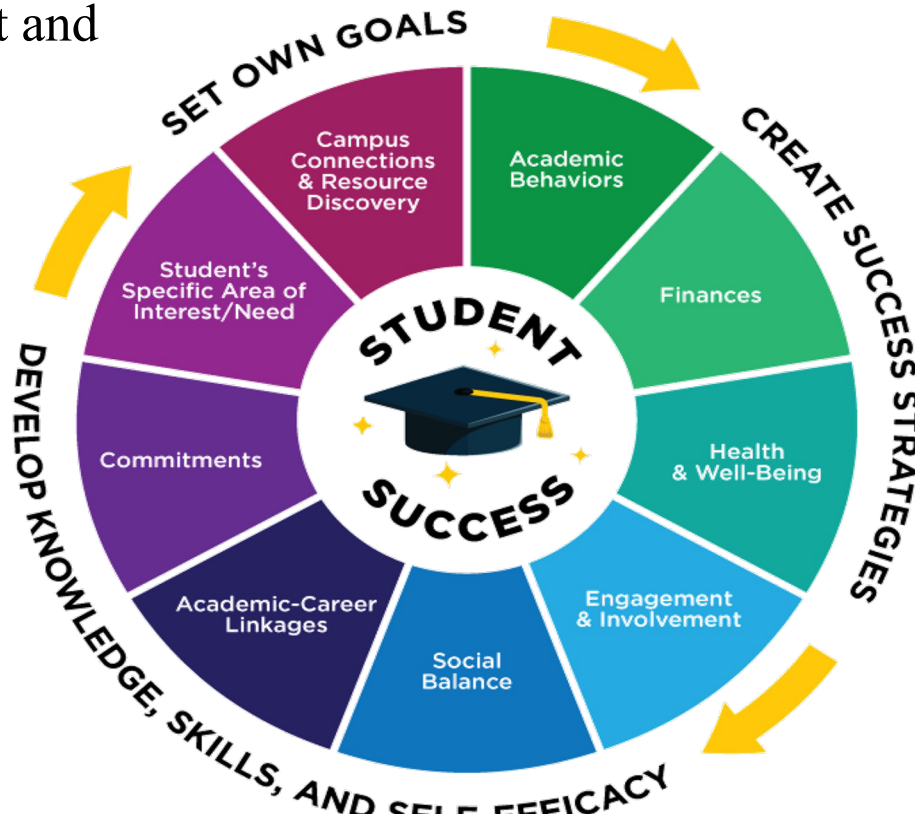 t and
SET OWN GOALS
CREATE SUCCESS STRATEGIES
DEVELOP KNOWLEDGE, SKILLS, AND SELF-EFFICACY
Campus
Connections
& Resource
Discovery
Academic
Behaviors
Finances
Health
& Well-Being
Engagement
& Involvement
Social
Balance
Academic-Career
Linkages
Commitments
Student's
Specific Area of
Interest/Need
STUDENT
SUCCESS